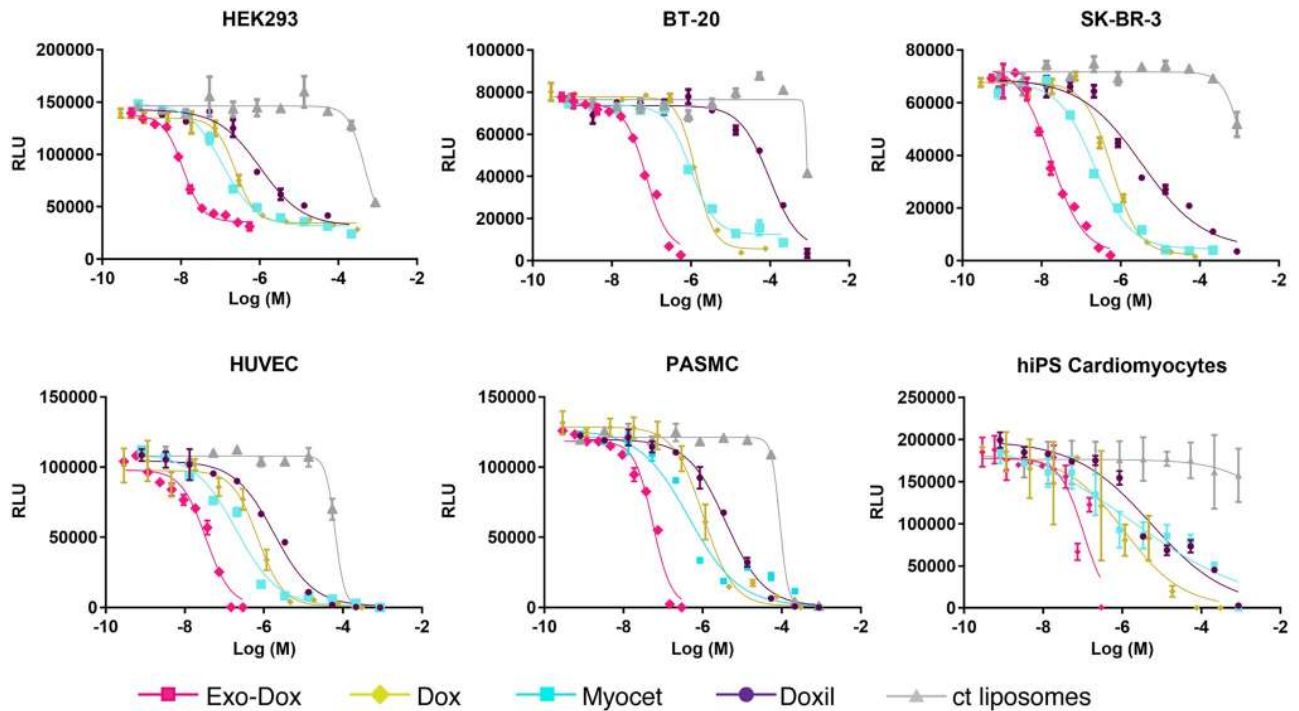 HEK293
200000
150000
100000
50000
0
RLU
-10 -8 -6 -4 -2
Log (M)
BT-20
100000
80000
60000
40000
20000
0
RLU
-10 -8 -6 -4 -2
Log (M)
SK-BR-3
80000
60000
40000
20000
0
RLU
-10 -8 -6 -4 -2
Log (M)
HUVEC
150000
100000
50000
0
RLU
-10 -8 -6 -4 -2
Log (M)
PASMC
150000
100000
50000
0
RLU
-10 -8 -6 -4 -2
Log (M)
hiPS Cardiomyocytes
250000
200000
150000
100000
50000
0
RLU
-10 -8 -6 -4 -2
Log (M)
Exo-Dox Dox Myocet Doxil ct liposomes